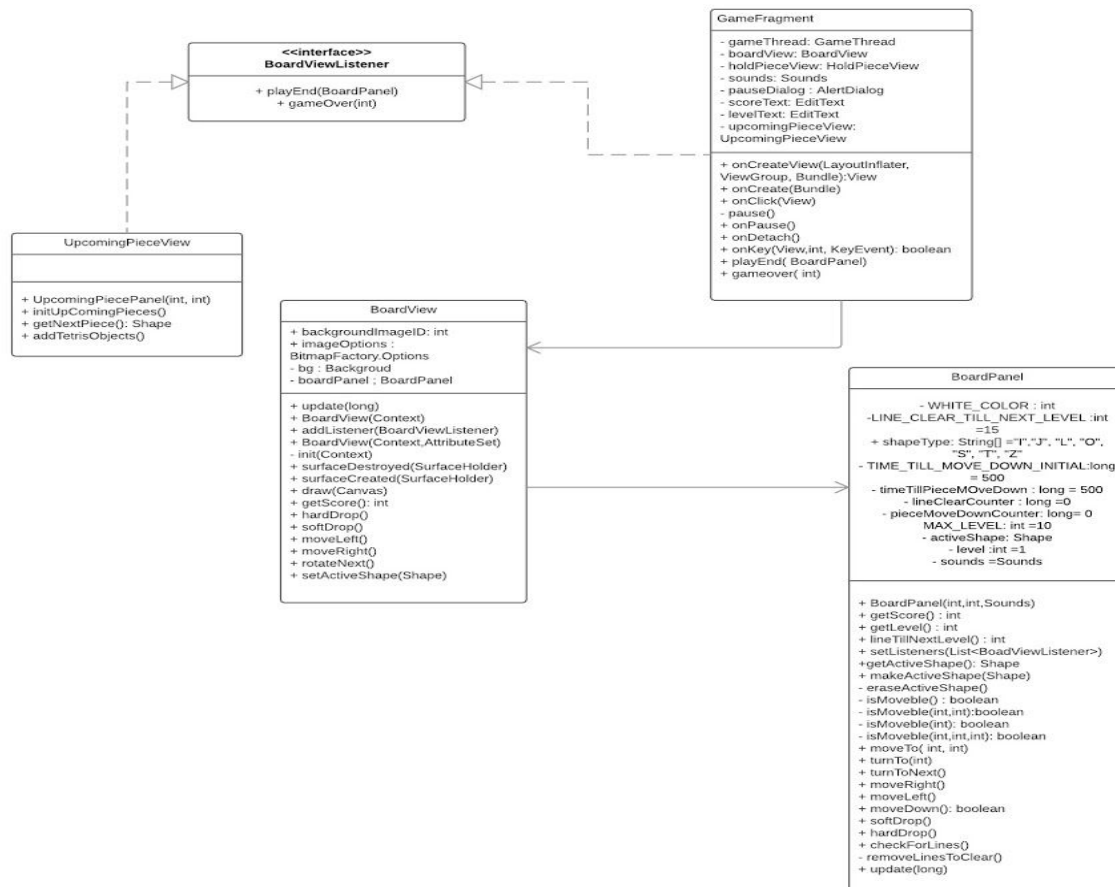 <<interface>>
BoardViewListener
+ playEnd(BoardPanel)
+ gameOver(int)
GameFragment
- gameThread: GameThread
- boardView: BoardView
- holdPieceView: HoldPieceView
- sounds: Sounds
- pauseDialog : AlertDialog
- scoreText: EditText
- levelText: EditText
- upcomingPieceView:
UpcomingPieceView
+ onCreateView(LayoutInflater,
ViewGroup, Bundle):View
+ onCreate(Bundle)
+ onClick(View)
- pause()
+ onPause()
+ onDetach()
+ onKey(View,int, KeyEvent): boolean
+ playEnd( BoardPanel)
+ gameover( int)
UpcomingPieceView
+ UpcomingPiecePanel(int, int)
+ initUpComingPieces()
+ getNextPiece(): Shape
+ addTetrisObjects()
BoardView
+ backgroundImageID: int
+ imageOptions :
BitmapFactory.Options
- bg : Backgroud
- boardPanel ; BoardPanel
+ update(long)
+ BoardView(Context)
+ addListener(BoardViewListener)
+ BoardView(Context,AttributeSet)
- init(Context)
+ surfaceDestroyed(SurfaceHolder)
+ surfaceCreated(SurfaceHolder)
+ draw(Canvas)
+ getScore(): int
+ hardDrop()
+ softDrop()
+ moveLeft()
+ moveRight()
+ rotateNext()
+ setActiveShape(Shape)
BoardPanel
- WHITE_COLOR : int
-LINE_CLEAR_TILL_NEXT_LEVEL :int
=15
+ shapeType: String[] ="I","J", "L", "O",
"S", "T", "Z"
- TIME_TILL_MOVE_DOWN_INITIAL:long
= 500
- timeTillPieceMOveDown : long = 500
- lineClearCounter : long =0
- pieceMoveDownCounter: long= 0
MAX_LEVEL: int =10
- activeShape: Shape
- level :int =1
- sounds =Sounds
+ BoardPanel(int,int,Sounds)
+ getScore() : int
+ getLevel() : int
+ lineTillNextLevel() : int
+ setListeners(List<BoadViewListener>)
+getActiveShape(): Shape
+ makeActiveShape(Shape)
- eraseActiveShape()
- isMoveble() : boolean
- isMoveble(int,int):boolean
- isMoveble(int): boolean
- isMoveble(int,int,int): boolean
+ moveTo( int, int)
+ turnTo(int)
+ turnToNext()
+ moveRight()
+ moveLeft()
+ moveDown(): boolean
+ softDrop()
+ hardDrop()
+ checkForLines()
- removeLinesToClear()
+ update(long)